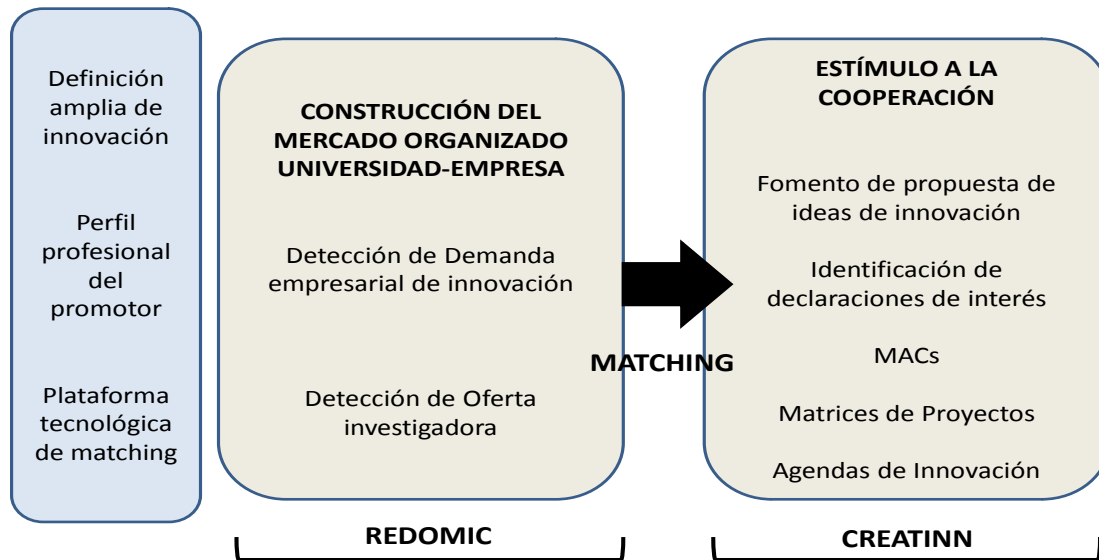 Definición
amplia de
innovación
Perfil
profesional
del
promotor
Plataforma
tecnológica
de matching
CONSTRUCCIÓN DEL
MERCADO ORGANIZADO
UNIVERSIDAD-EMPRESA
Detección de Demanda
empresarial de innovación
Detección de Oferta
investigadora
REDOMIC
MATCHING
ESTÍMULO A LA
COOPERACIÓN
Fomento de propuesta de
ideas de innovación
Identificación de
declaraciones de interés
MACs
Matrices de Proyectos
Agendas de Innovación
CREATINN